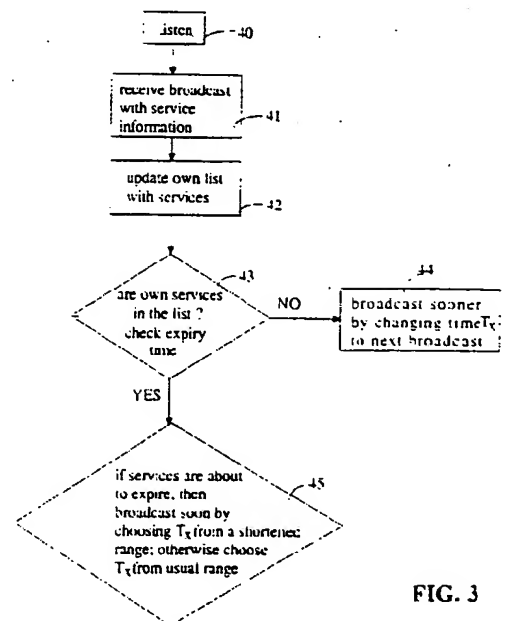 Listen
40
receive broadcast
with service
information
41
update own list
with services
42
43
are own services
in the list ?
check expiry
time
NO
44
broadcast sooner
by changing time Tx
to next broadcast
YES
45
if services are about
to expire, then
broadcast soon by
choosing Tx from a shortened
range; otherwise choose
Tx from usual range
FIG. 3